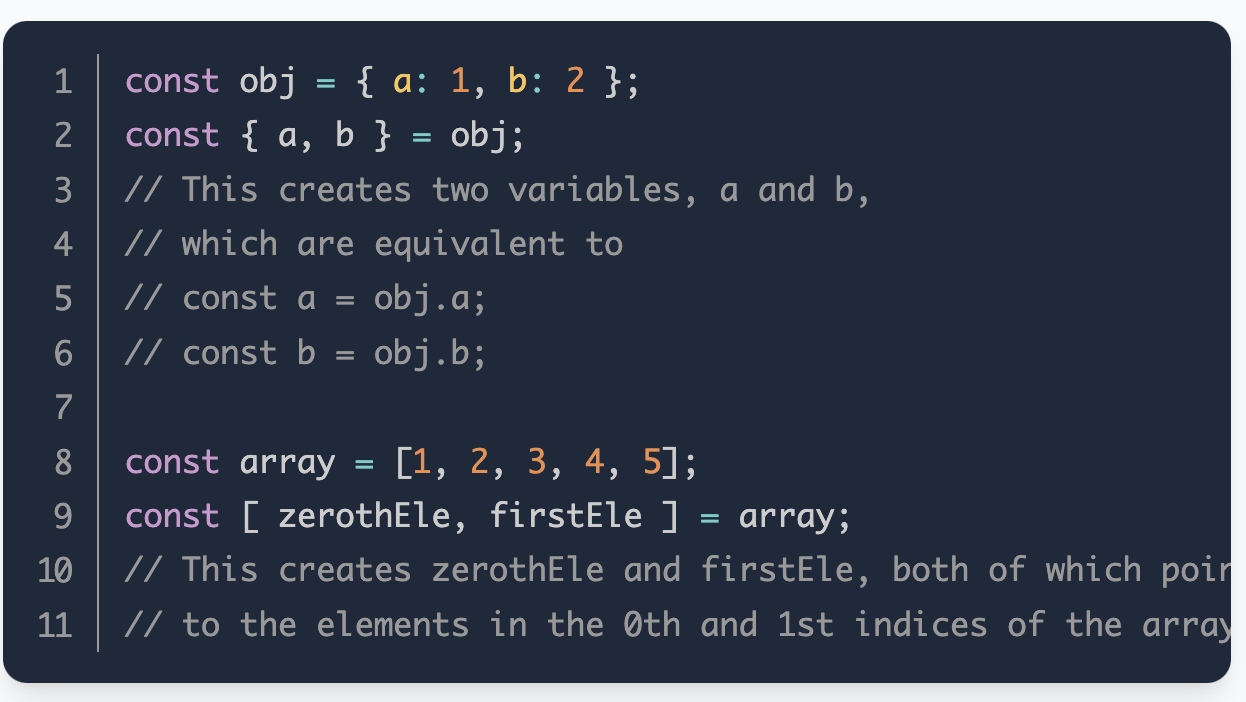 1 const obj = { a: 1, b: 2 };
2 const { a, b } = obj;
3 // This creates two variables, a and b,
4 // which are equivalent to
5 // const a = obj.a;
6 // const b = obj.b;
7
8 const array = [1, 2, 3, 4, 5];
9 const [ zerothEle, firstEle ] = array;
10 // This creates zerothEle and firstEle, both of which
11 // to the elements in the 0th and 1st indices of the array